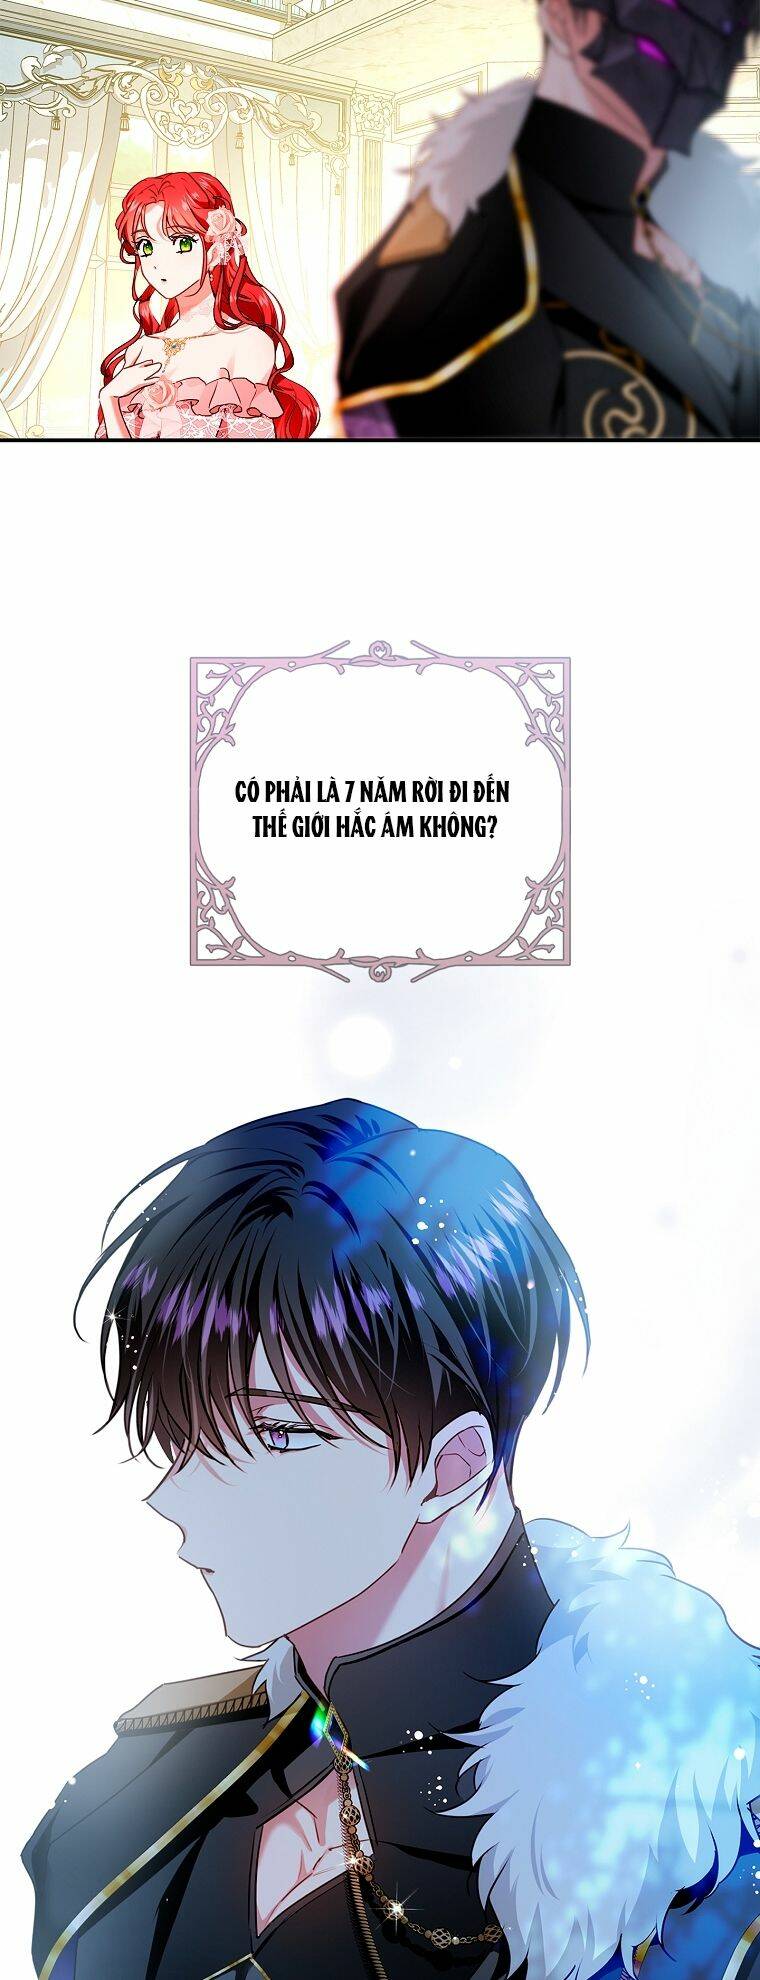 CÓ PHẢI LÀ 7 NĂM RỜI ĐI ĐẾN
THẾ GIỚI HẮC ÁM KHÔNG?